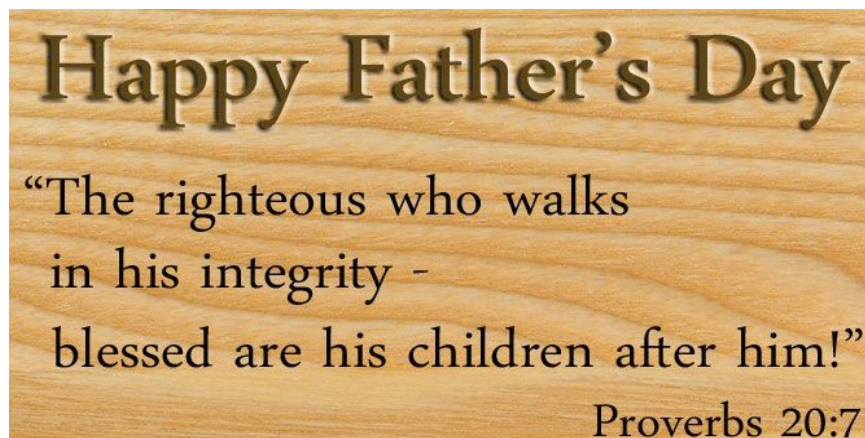 Happy Father’s Day
“The righteous who walks
in his integrity -
blessed are his children after him!”
Proverbs 20:7